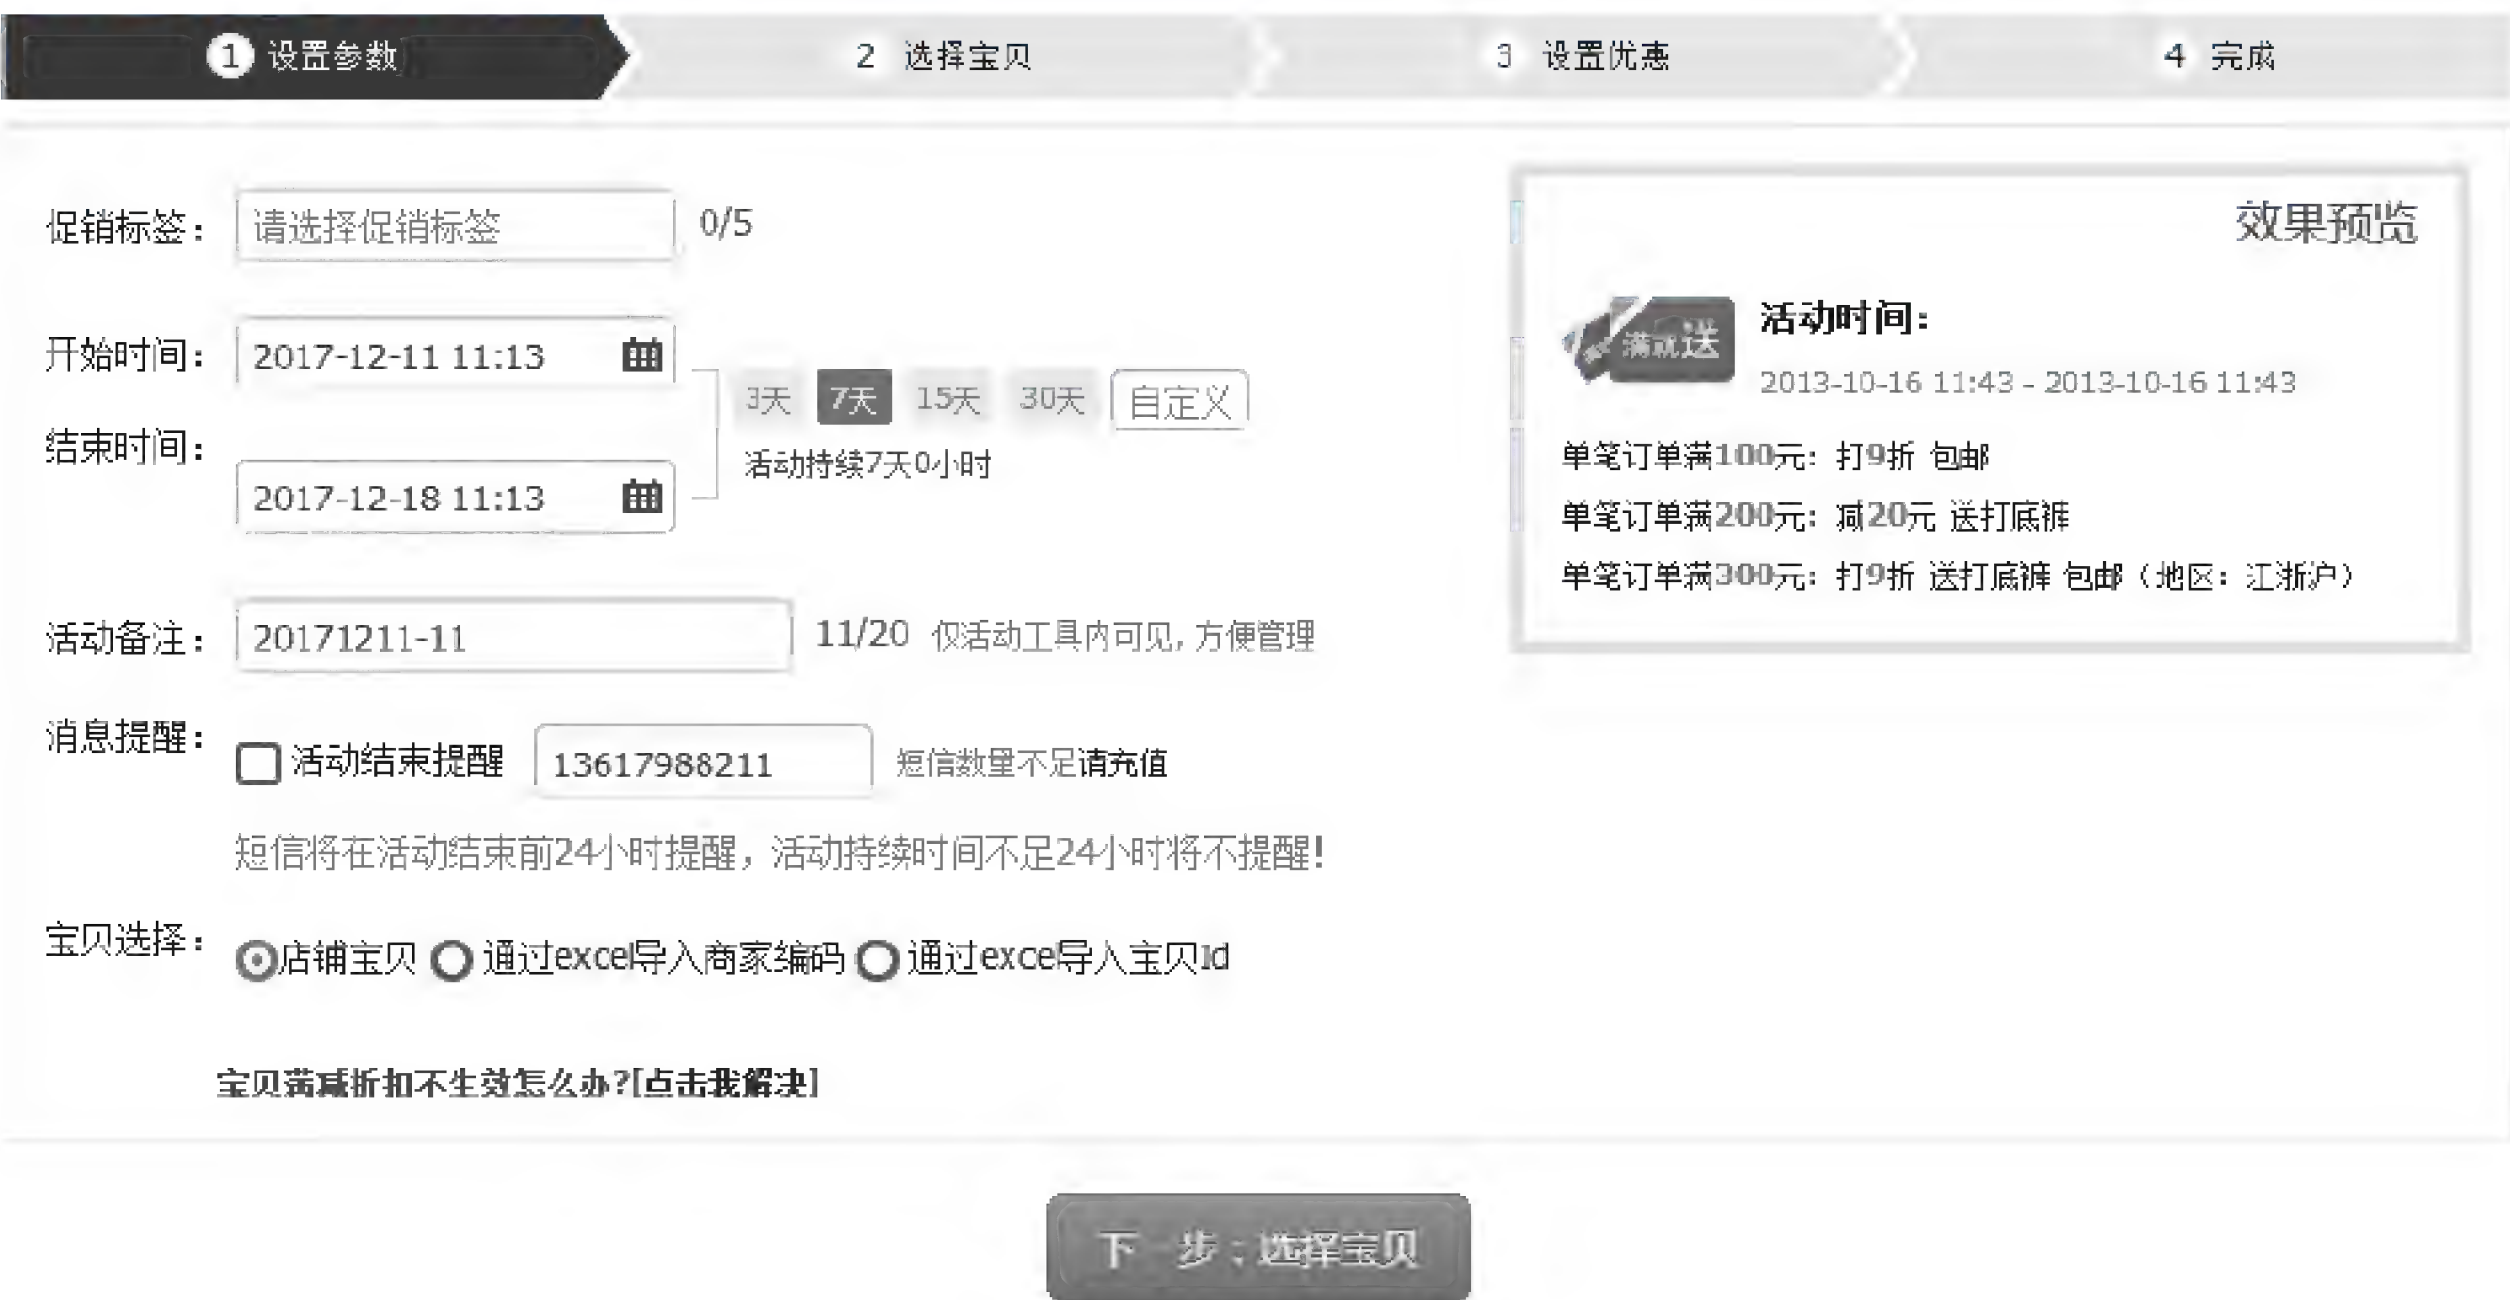 1 设置参数
2 选择宝贝
3 设置优惠
4 完成
促销标签： 请选择促销标签 0/5
开始时间： 2017-12-11 11:13
3天 7天 15天 30天 自定义
结束时间：
活动持续7天0小时
2017-12-18 11:13
活动备注： 20171211-11 11/20 仅活动工具内可见，方便管理
消息提醒：
活动结束提醒 13617988211 短信数量不足请充值
短信将在活动结束前24小时提醒，活动持续时间不足24小时将不提醒！
宝贝选择：
店铺宝贝 通过excel导入商家编码 通过excel导入宝贝Id
宝贝满减折扣不生效怎么办?[点击我解决]
效果预览
满就送
活动时间：
2013-10-16 11:43 - 2013-10-16 11:43
单笔订单满100元：打9折 包邮
单笔订单满200元：减20元 送打底裤
单笔订单满300元：打9折 送打底裤 包邮（地区：江浙沪）
下一步：选择宝贝